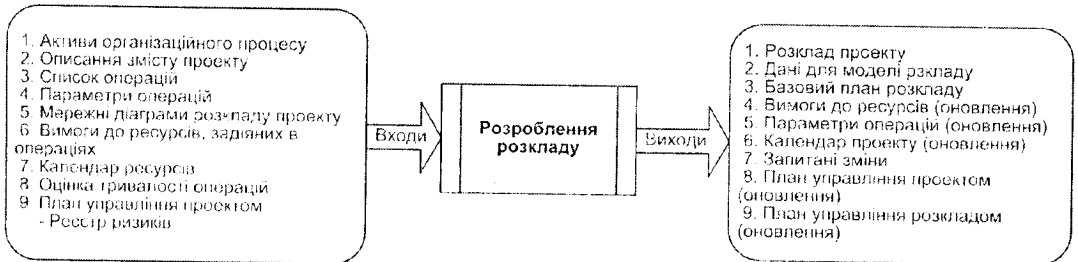 1. Активи організаційного процесу
2. Описання змісту проекту
3. Список операцій
4. Параметри операцій
5. Мережні діаграми розкладу проекту
6 Вимоги до ресурсів, задіяних в
операціях
7. Календар ресурсів
8 Оцінка тривалості операцій
9 План управління проектом
- Реєстр ризиків
Входи
Розроблення
розкладу
Виходи
1. Розклад проекту
2. Дані для моделі рзкладу
3. Базовий план розкладу
4. Вимоги до ресурсів (оновлення)
5. Параметри операцій (оновлення)
6. Календар проекту (оновлення)
7. Запитані зміни
8. План управління проектом
(оновлення)
9. План управління розкладом
(оновлення)